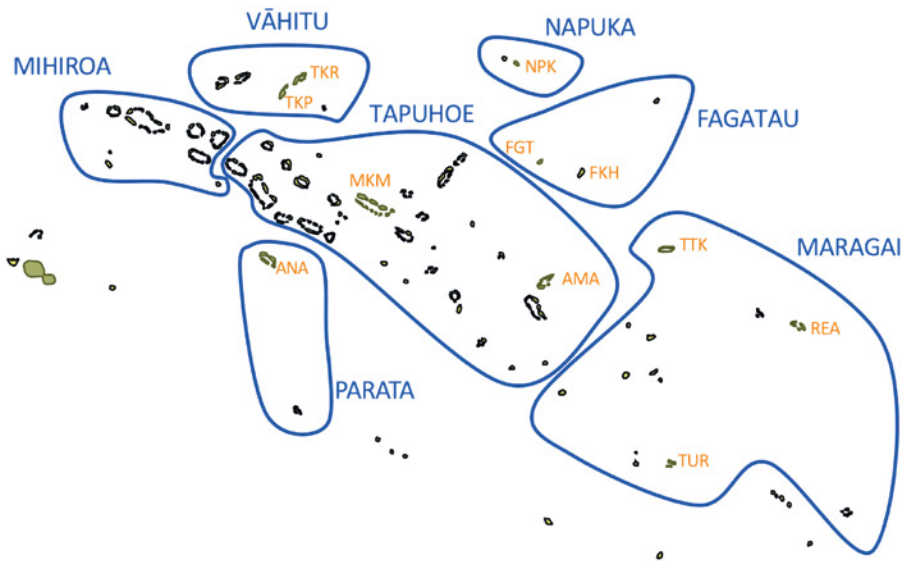 VĀHITU
NAPUKA
MIHIROA
TKR
NPK
TKP
TAPUHOE
FAGATAU
FGT
FKH
MKM
TTK
MARAGAI
ANA
AMA
REA
PARATA
TUR